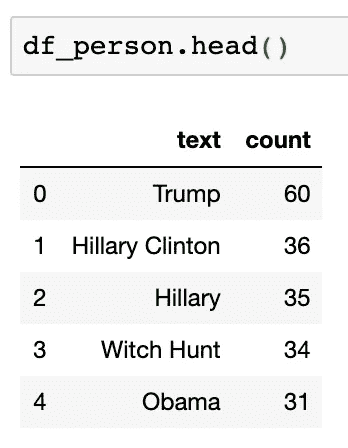 df_person.head()
text count
0 Trump 60
1 Hillary Clinton 36
2 Hillary 35
3 Witch Hunt 34
4 Obama 31